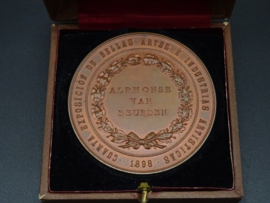 CUARTA EXPOSICION DE BELLAS ARTES E INDUSTRIAS ARTISTICAS
ALPHONSE
VAN
BEURDEN
1898